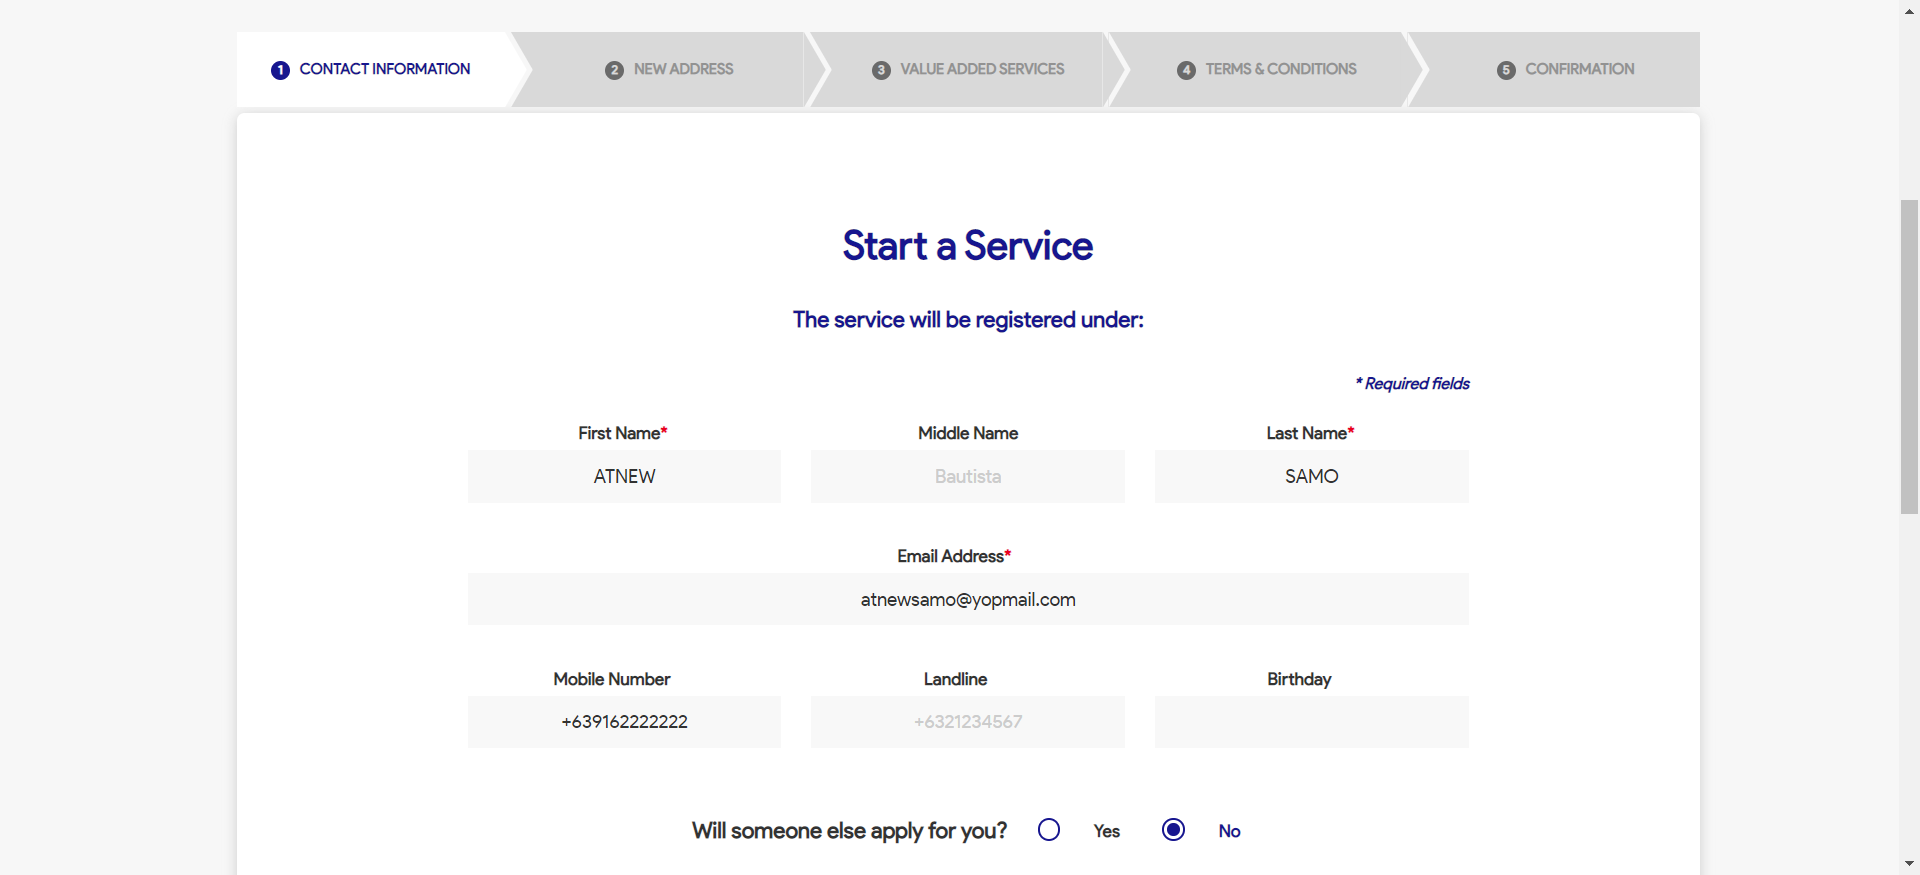 1 CONTACT INFORMATION 2 NEW ADDRESS 3 VALUE ADDED SERVICES 4 TERMS & CONDITIONS 5 CONFIRMATION
Start a Service
The service will be registered under:
* Required fields
First Name* Middle Name Last Name*
ATNEW Bautista SAMO
Email Address*
atnewsamo@yopmail.com
Mobile Number Landline Birthday
+639162222222 +6321234567
Will someone else apply for you? Yes No